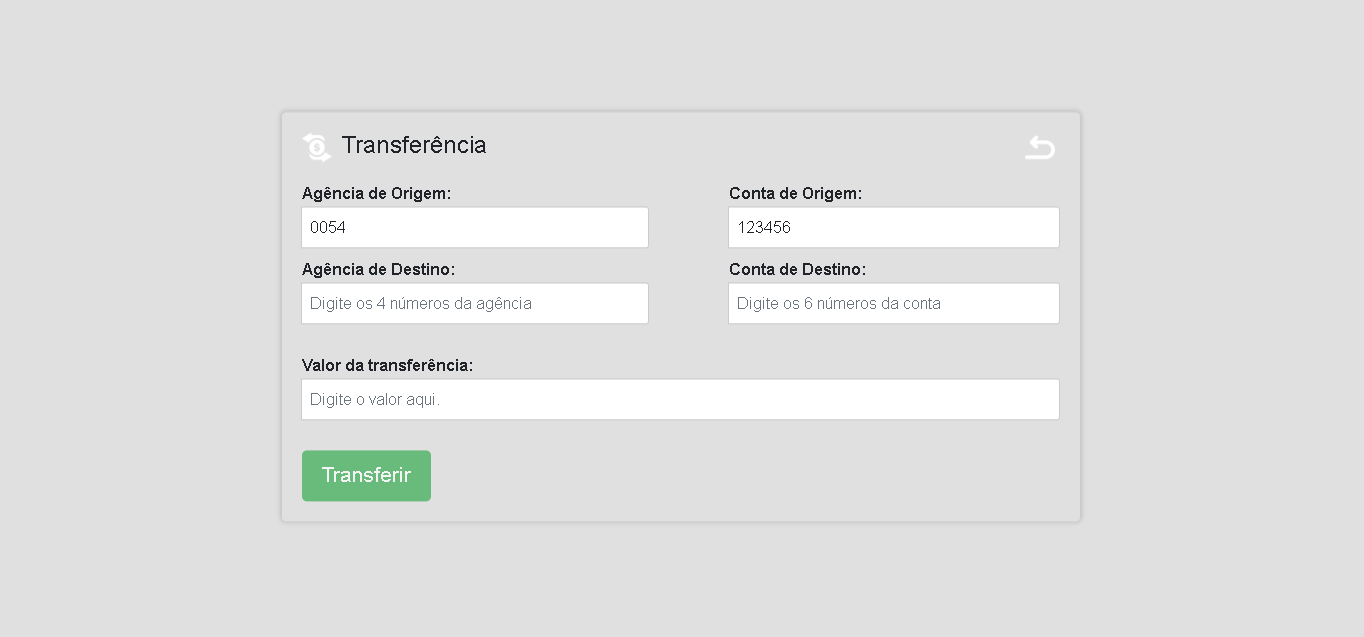 Transferência
Agência de Origem:
Conta de Origem:
0054
123456
Agência de Destino:
Conta de Destino:
Digite os 4 números da agência
Digite os 6 números da conta
Valor da transferência:
Digite o valor aqui.
Transferir